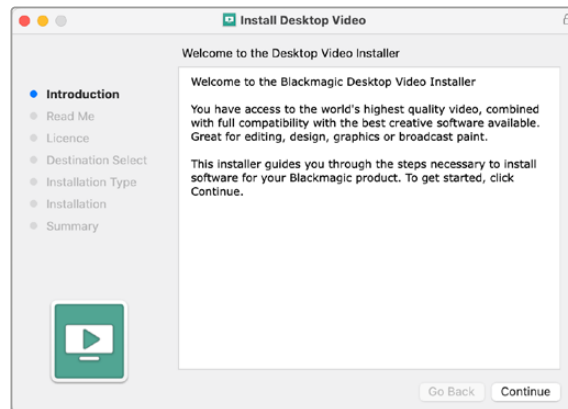 Install Desktop Video
Welcome to the Desktop Video Installer
Introduction
Read Me
Licence
Destination Select
Installation Type
Installation
Summary
Welcome to the Blackmagic Desktop Video Installer
You have access to the world's highest quality video, combined
with full compatibility with the best creative software available.
Great for editing, design, graphics or broadcast paint.
This installer guides you through the steps necessary to install
software for your Blackmagic product. To get started, click
Continue.
Go Back
Continue